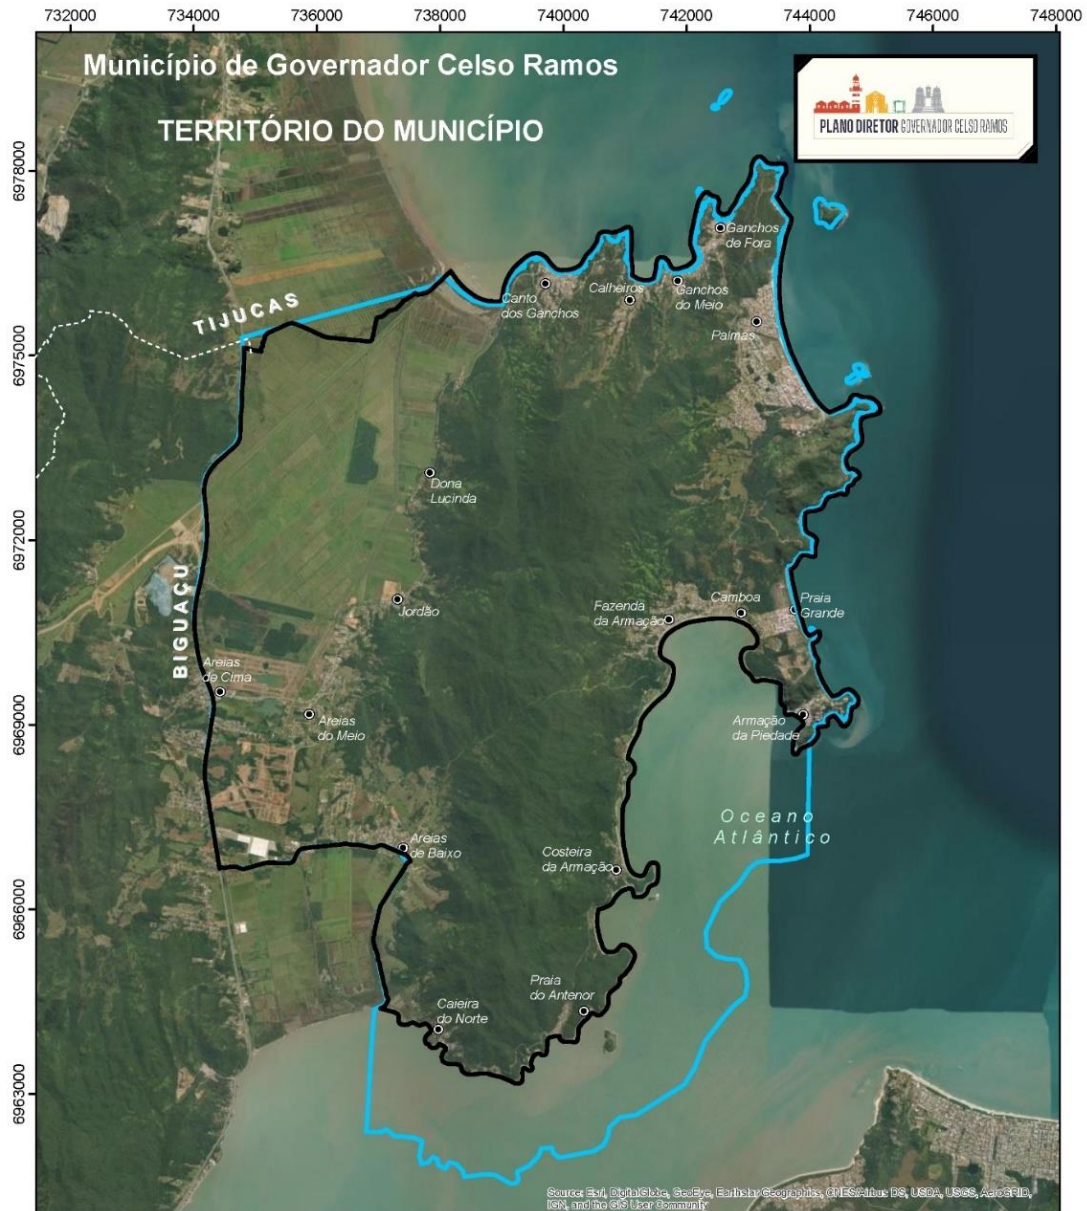 732000 734000 736000 738000 740000 742000 744000 746000 748000
Município de Governador Celso Ramos
TERRITÓRIO DO MUNICÍPIO
PLANO DIRETOR GOVERNADOR CELSO RAMOS
6978000
6975000
6972000
6969000
6966000
6963000
TIJUCAS
BIGUAÇU
Ganchos
de Fora
Canto
dos Ganchos
Calheiros
Ganchos
do Meio
Palmas
Dona
Lucinda
Jordão
Fazenda
da Armação
Camboa
Praia
Grande
Areias
de Cima
Areias
do Meio
Armação
da Piedade
Oceano
Atlântico
Areias
de Baixo
Costeira
da Armação
Praia
do Antenor
Caieira
do Norte
Source: Esri, DigitalGlobe, GeoEye, Earthstar Geographics, CNES/Airbus DS, USDA, USGS, AeroGRID,
IGN, and the GIS User Community